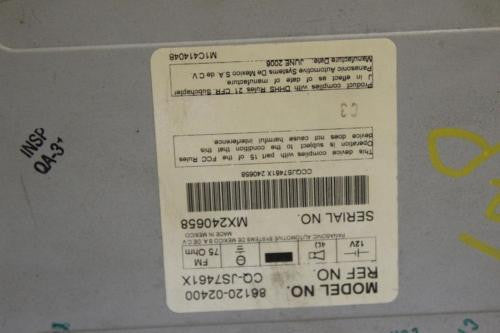 MODEL NO. 86120-02400
REF NO. CQ-JS7461X
12V 4Ω FM 75 Ohm
PANASONIC AUTOMOTIVE SYSTEMS DE MEXICO S.A. DE C.V.
MADE IN MEXICO
SERIAL NO. MX240658
CQJS7461X 240658
This device complies with part 15 of the FCC Rules
Operation is subject to the condition that this
device does not cause harmful interference
C3
Product complies with DHHS Rules 21 CFR Subchapter
J in effect as of date of manufacture
Panasonic Automotive Systems De Mexico S.A. de C.V.
Manufacture Date: JUNE 2006
M1C414048
INSP
QA-3